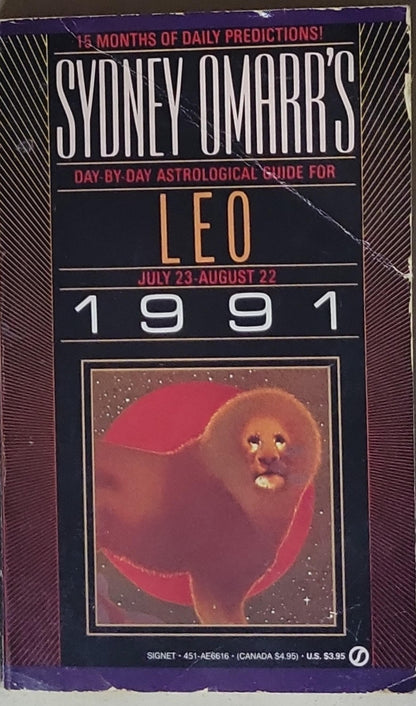 15 MONTHS OF DAILY PREDICTIONS!
SYDNEY OMARR'S
DAY-BY-DAY ASTROLOGICAL GUIDE FOR
LEO
JULY 23-AUGUST 22
1991
SIGNET • 451-AE6616 • (CANADA $4.95) • U.S. $3.95